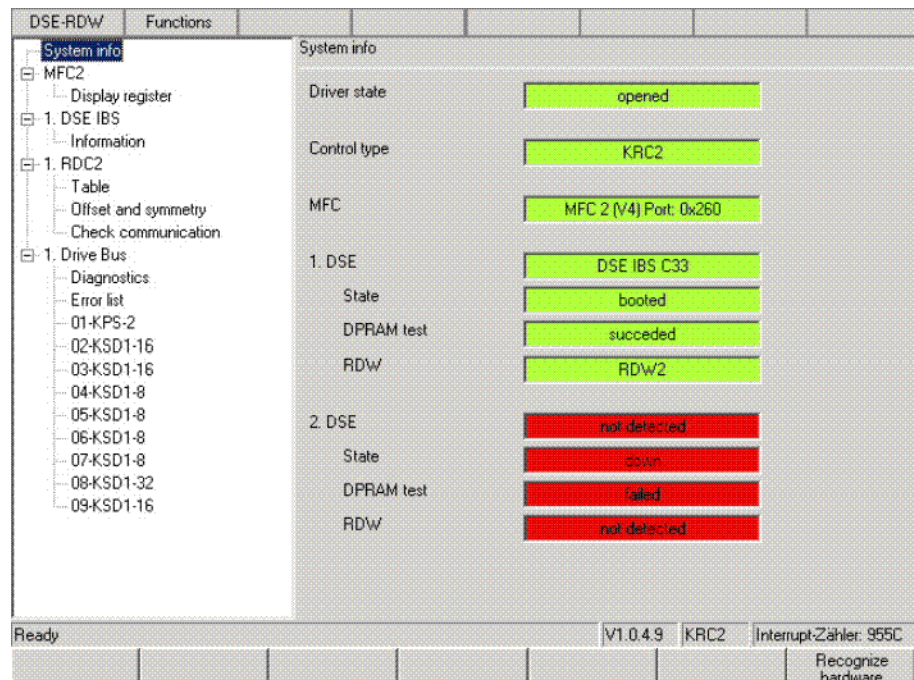 DSE-RDW Functions
System info
MFC2
Display register
1. DSE IBS
Information
1. RDC2
Table
Offset and symmetry
Check communication
1. Drive Bus
Diagnostics
Error list
01-KPS-2
02-KSD1-16
03-KSD1-16
04-KSD1-8
05-KSD1-8
06-KSD1-8
07-KSD1-8
08-KSD1-32
09-KSD1-16
System info
Driver state opened
Control type KRC2
MFC MFC 2 (V4) Port: 0x260
1. DSE DSE IBS C33
State booted
DPRAM test succeded
RDW RDW2
2. DSE not detected
State down
DPRAM test failed
RDW not detected
Ready V1.0.4.9 KRC2 Interrupt-Zähler: 955C
Recognize
hardware